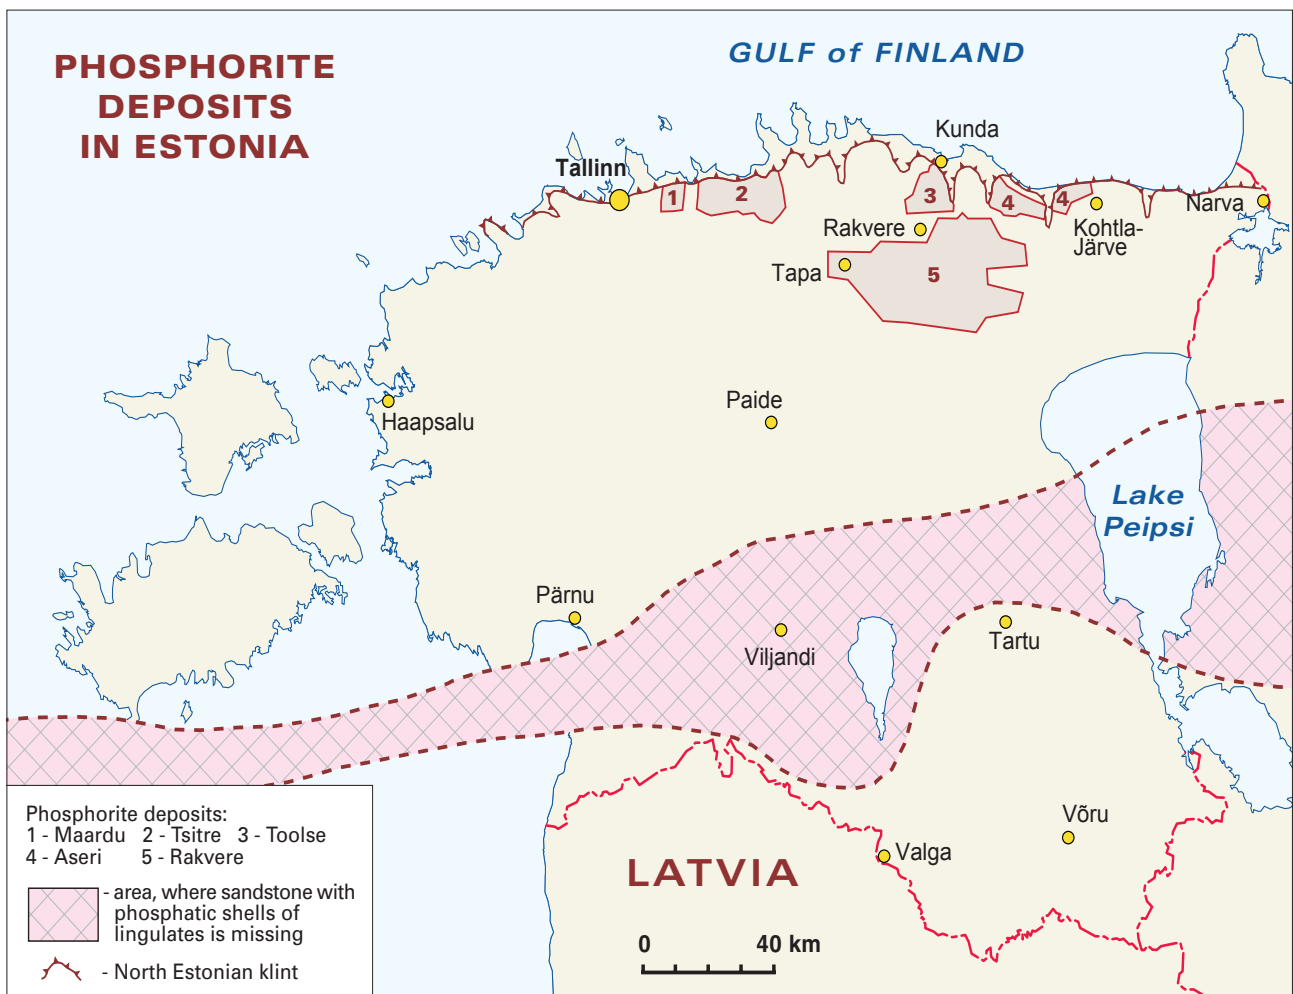 PHOSPHORITE
DEPOSITS
IN ESTONIA
GULF of FINLAND
Kunda
Tallinn
1
2
3
4
4
Narva
Rakvere
Kohtla-
Järve
Tapa
5
Haapsalu
Paide
Lake
Peipsi
Pärnu
Viljandi
Tartu
Võru
Valga
LATVIA
0 40 km
Phosphorite deposits:
1 - Maardu 2 - Tsitre 3 - Toolse
4 - Aseri 5 - Rakvere
- area, where sandstone with
phosphatic shells of
lingulates is missing
- North Estonian klint